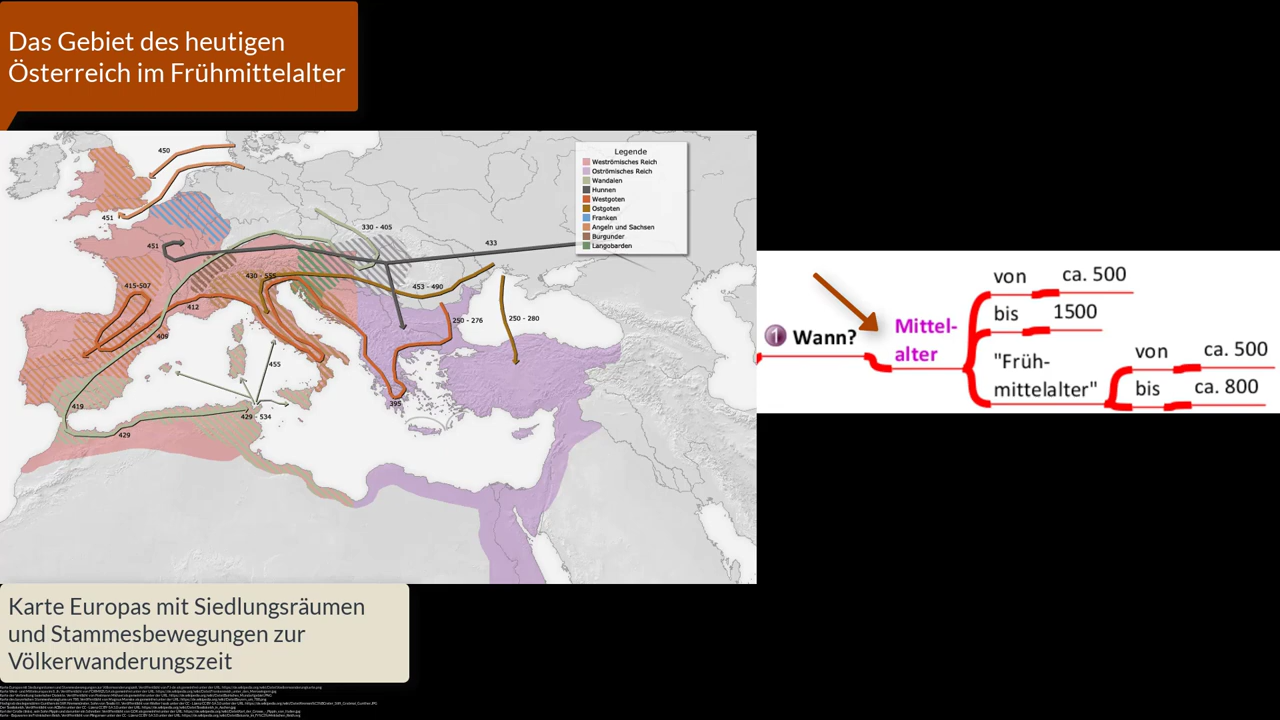 Das Gebiet des heutigen
Österreich im Frühmittelalter
Legende
Weströmisches Reich
Oströmisches Reich
Wandalen
Hunnen
Westgoten
Ostgoten
Franken
Angeln und Sachsen
Burgunder
Langobarden
450
451
451
330 - 405
433
415-507
430 - 555
453 - 490
412
250 - 276
250 - 280
409
455
395
419
429 - 534
429
1 Wann?
Mittel-
alter
von ca. 500
bis 1500
"Früh-
mittelalter"
von ca. 500
bis ca. 800
Karte Europas mit Siedlungsräumen
und Stammesbewegungen zur
Völkerwanderungszeit